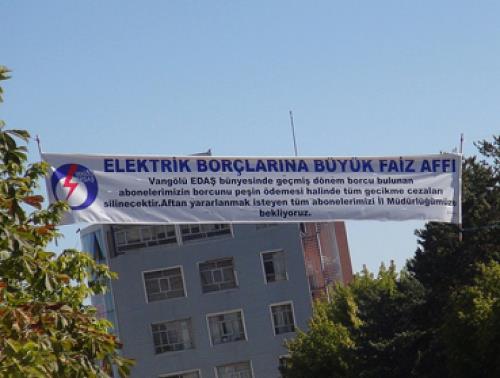 ELEKTRİK BORÇLARINA BÜYÜK FAİZ AFFI
Vangölü EDAŞ bünyesinde geçmiş dönem borcu bulunan
abonelerimizin borcunu peşin ödemesi halinde tüm gecikme cezaları
silinecektir.Aftan yararlanmak isteyen tüm abonelerimizi İl Müdürlüğümüze
bekliyoruz.